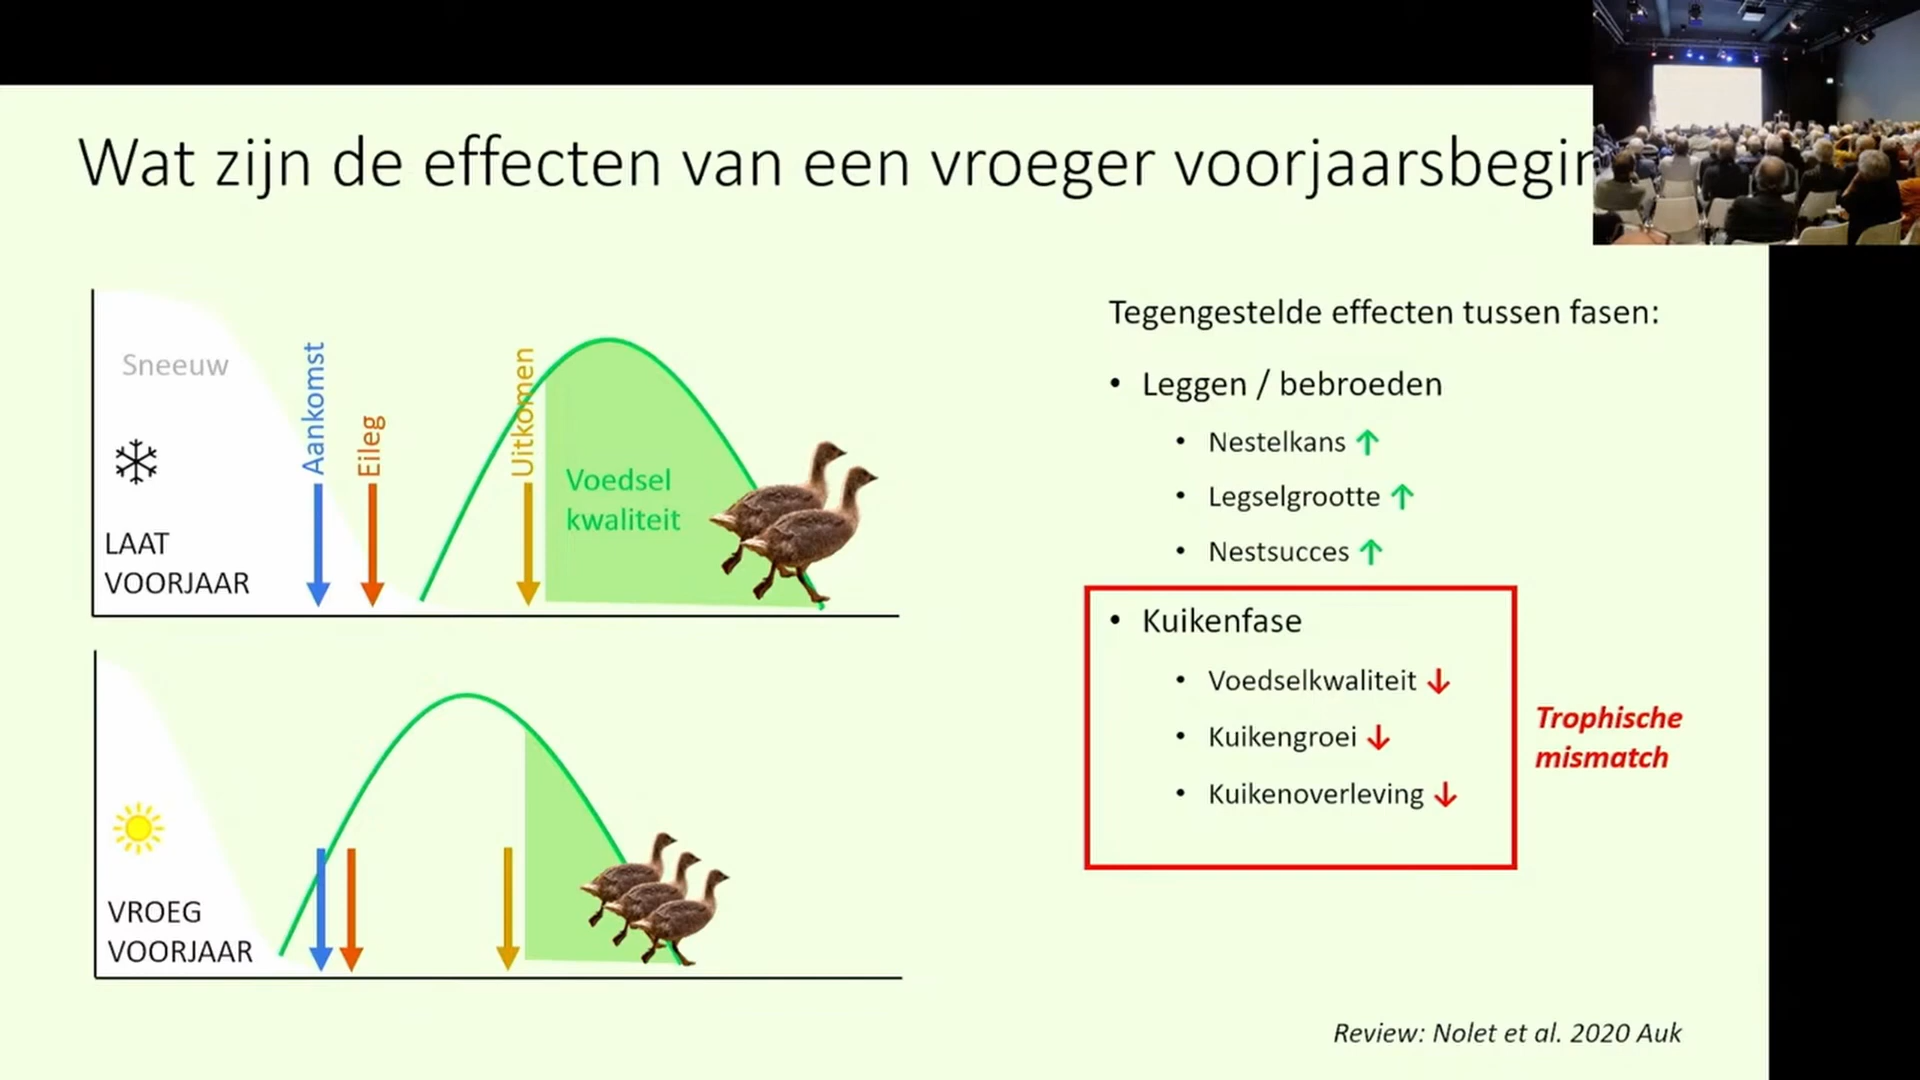 Wat zijn de effecten van een vroeger voorjaarsbegin
Sneeuw
Aankomst
Eileg
Uitkomen
Voedsel
kwaliteit
LAAT
VOORJAAR
VROEG
VOORJAAR
Tegengestelde effecten tussen fasen:
• Leggen / bebroeden
• Nestelkans ↑
• Legselgrootte ↑
• Nestsucces ↑
• Kuikenfase
• Voedselkwaliteit ↓
• Kuikengroei ↓
• Kuikenoverleving ↓
Trophische
mismatch
Review: Nolet et al. 2020 Auk